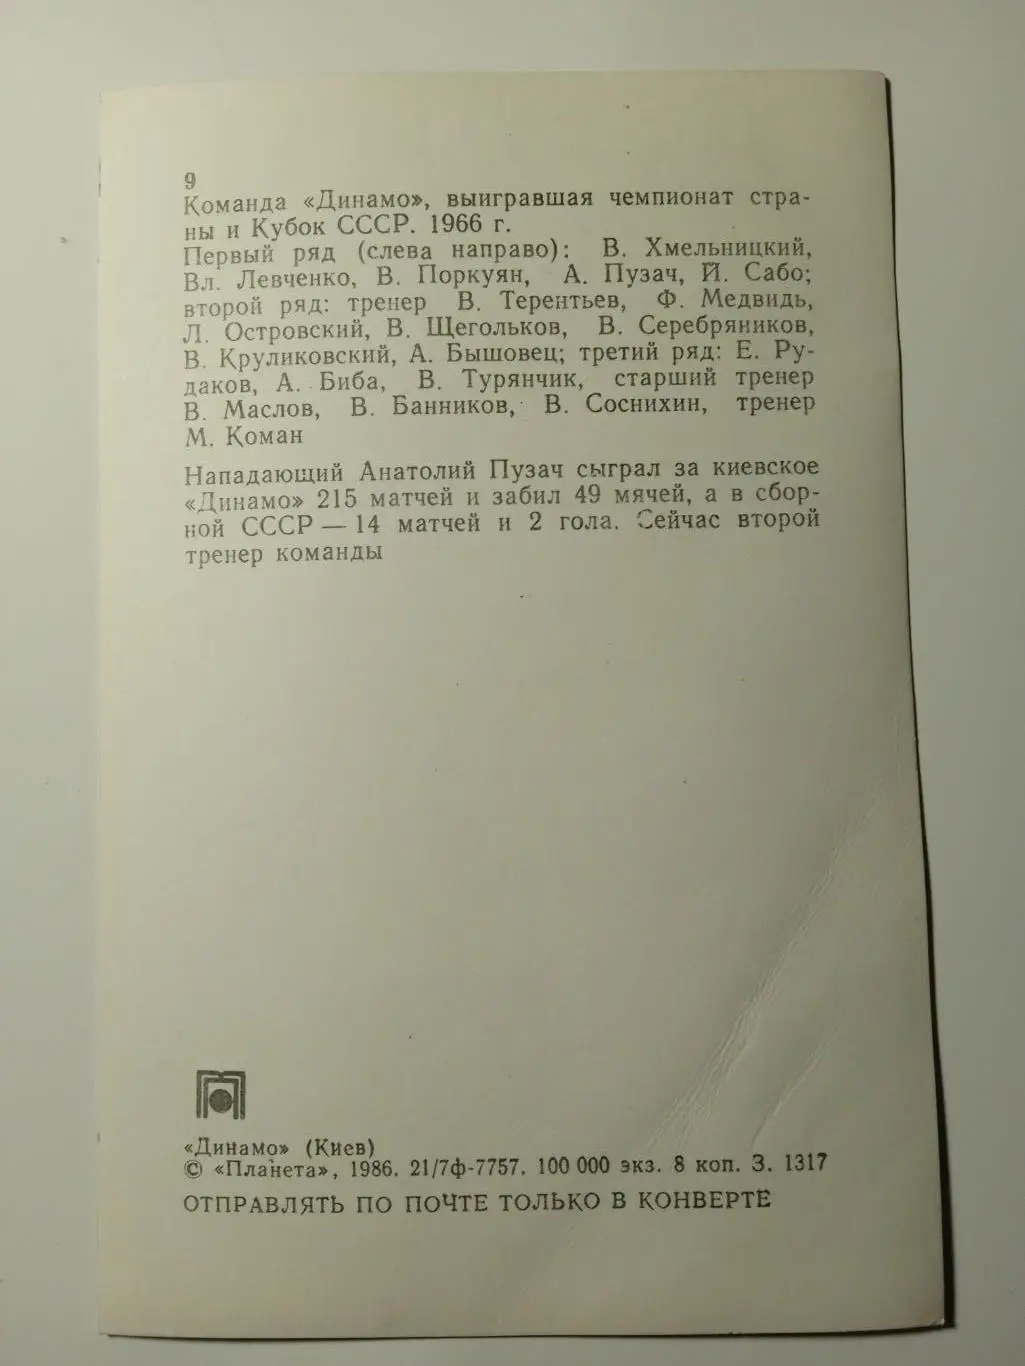 9
Команда «Динамо», выигравшая чемпионат стра-
ны и Кубок СССР. 1966 г.
Первый ряд (слева направо): В. Хмельницкий,
Вл. Левченко, В. Поркуян, А. Пузач, Й. Сабо;
второй ряд: тренер В. Терентьев, Ф. Медвидь,
Л. Островский, В. Щегольков, В. Серебряников,
В. Круликовский, А. Бышовец; третий ряд: Е. Ру-
даков, А. Биба, В. Турянчик, старший тренер
В. Маслов, В. Банников, В. Соснихин, тренер
М. Коман
Нападающий Анатолий Пузач сыграл за киевское
«Динамо» 215 матчей и забил 49 мячей, а в сбор-
ной СССР — 14 матчей и 2 гола. Сейчас второй
тренер команды
«Динамо» (Киев)
© «Планета», 1986. 21/7ф-7757. 100 000 экз. 8 коп. З. 1317
ОТПРАВЛЯТЬ ПО ПОЧТЕ ТОЛЬКО В КОНВЕРТЕ